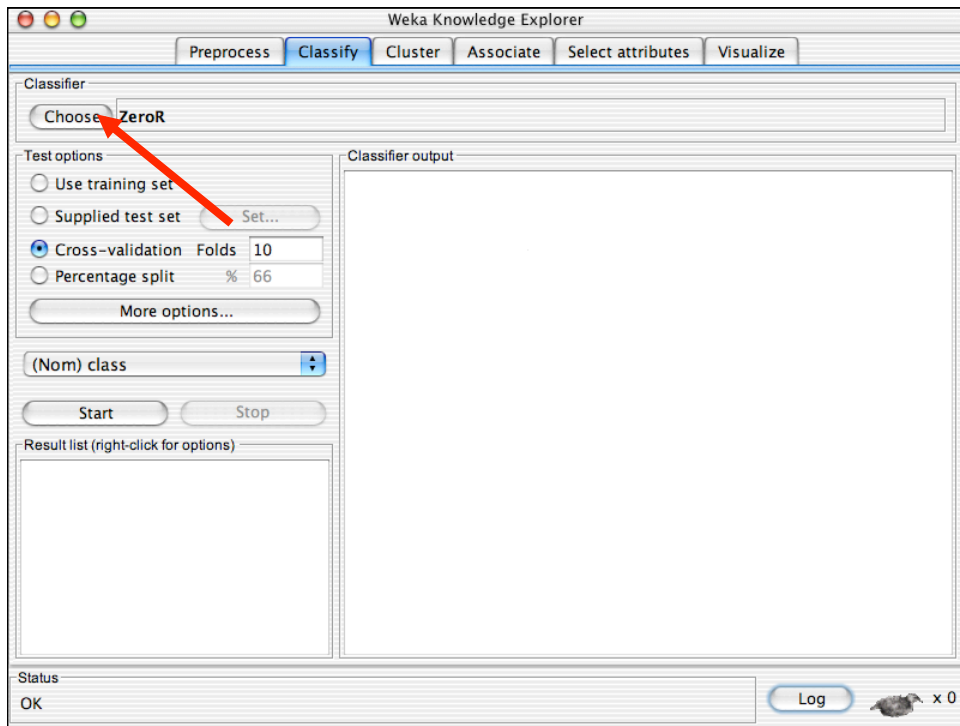 Weka Knowledge Explorer
Preprocess Classify Cluster Associate Select attributes Visualize
Classifier
Choose ZeroR
Test options
Use training set
Supplied test set Set...
Cross-validation Folds 10
Percentage split % 66
More options...
(Nom) class
Start Stop
Result list (right-click for options)
Classifier output
Status
OK
Log x 0